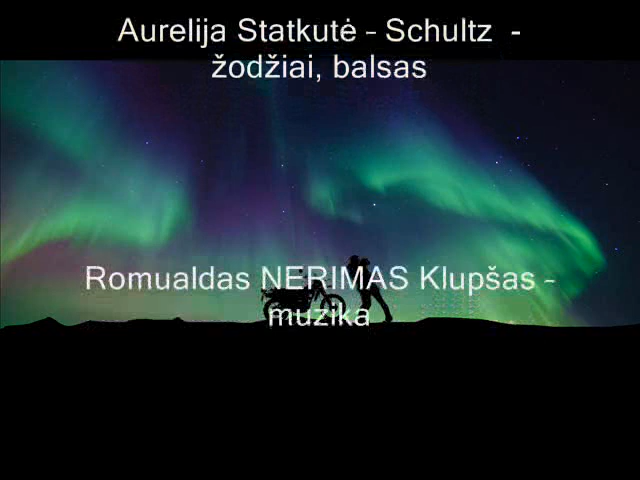 Aurelija Statkutė – Schultz -
žodžiai, balsas
Romualdas NERIMAS Klupšas –
muzika